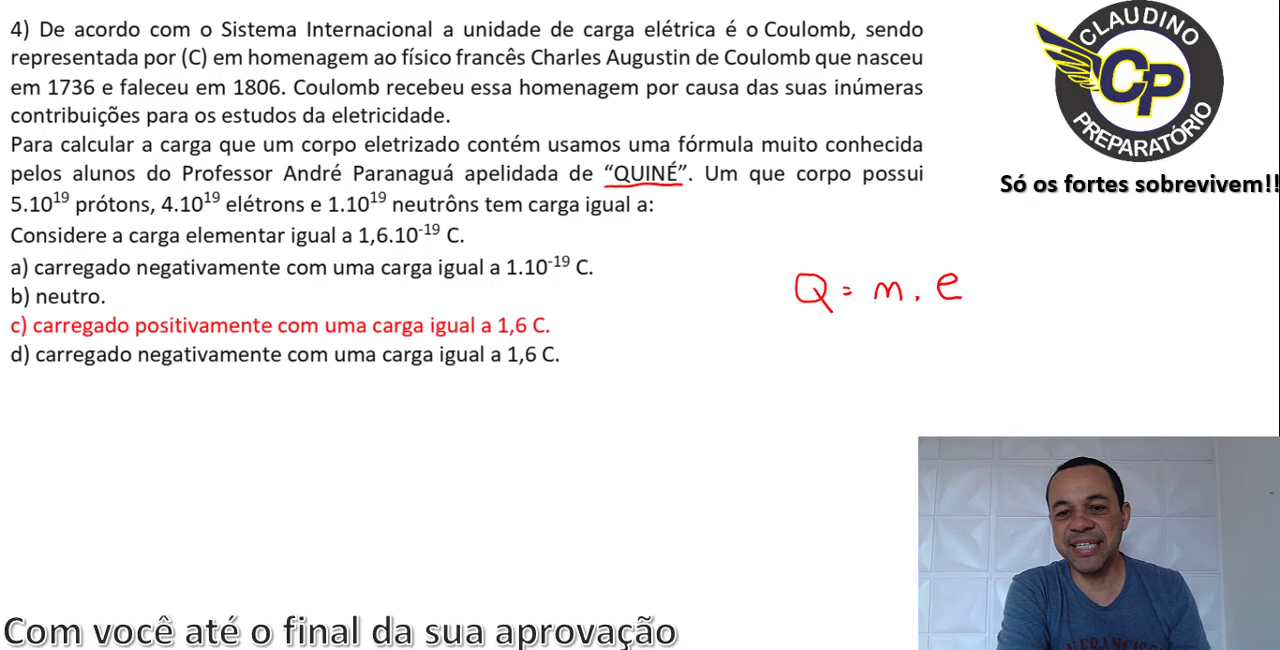 4) De acordo com o Sistema Internacional a unidade de carga elétrica é o Coulomb, sendo
representada por (C) em homenagem ao físico francês Charles Augustin de Coulomb que nasceu
em 1736 e faleceu em 1806. Coulomb recebeu essa homenagem por causa das suas inúmeras
contribuições para os estudos da eletricidade.
Para calcular a carga que um corpo eletrizado contém usamos uma fórmula muito conhecida
pelos alunos do Professor André Paranaguá apelidada de “QUINÉ”. Um que corpo possui
5.10¹⁹ prótons, 4.10¹⁹ elétrons e 1.10¹⁹ neutrôns tem carga igual a:
Considere a carga elementar igual a 1,6.10⁻¹⁹ C.
a) carregado negativamente com uma carga igual a 1.10⁻¹⁹ C.
b) neutro.
c) carregado positivamente com uma carga igual a 1,6 C.
d) carregado negativamente com uma carga igual a 1,6 C.
Q = n . e
CLAUDINO
CP
PREPARATÓRIO
Só os fortes sobrevivem!!
Com você até o final da sua aprovação